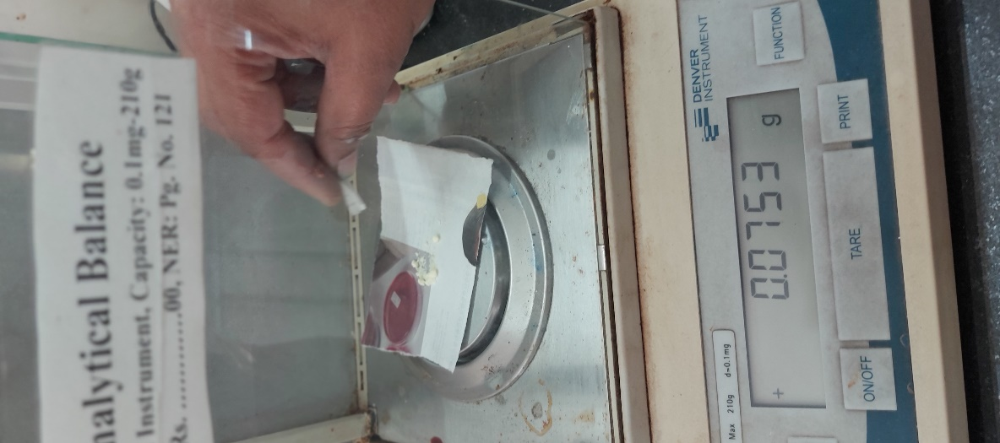 nalytical Balance
Instrument, Capacity: 0.1mg-210g
Rs. ...............00, NER: Pg. No. 121
DENVER
INSTRUMENT
FUNCTION
PRINT
TARE
ON/OFF
+ 0.0753 g
Max 210g d=0.1mg